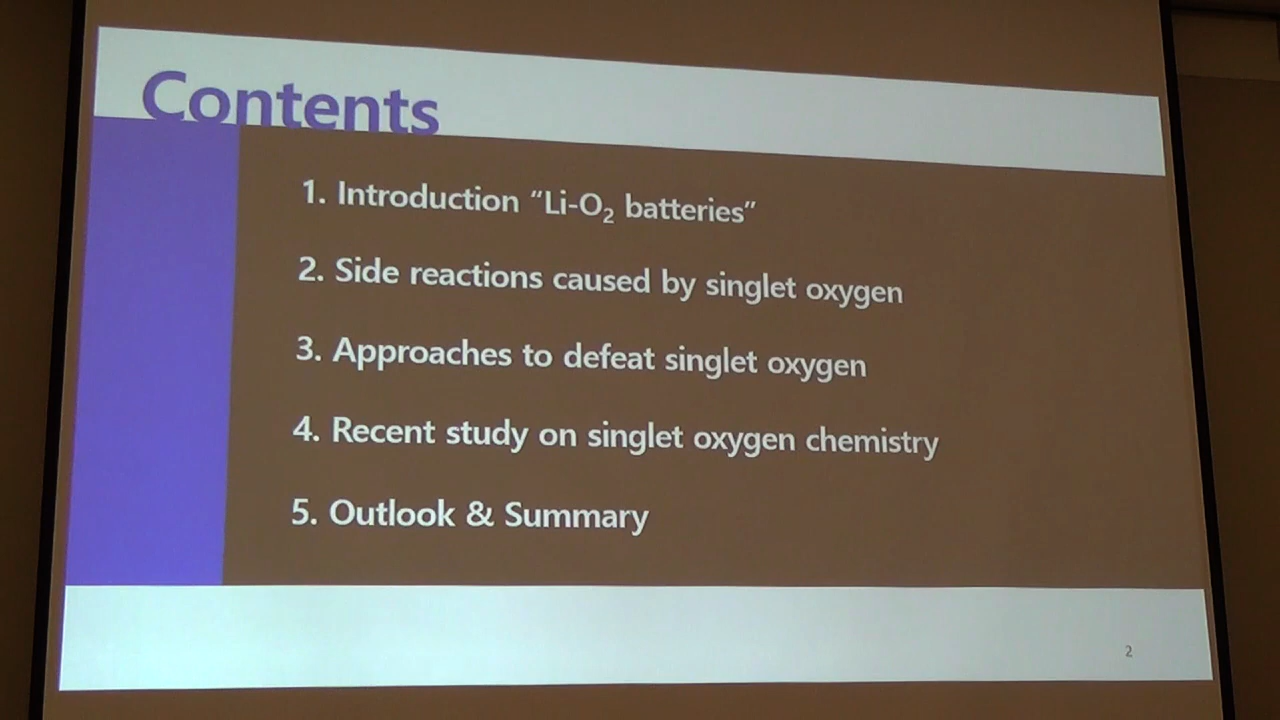 Contents
1. Introduction “Li-O₂ batteries”
2. Side reactions caused by singlet oxygen
3. Approaches to defeat singlet oxygen
4. Recent study on singlet oxygen chemistry
5. Outlook & Summary
2